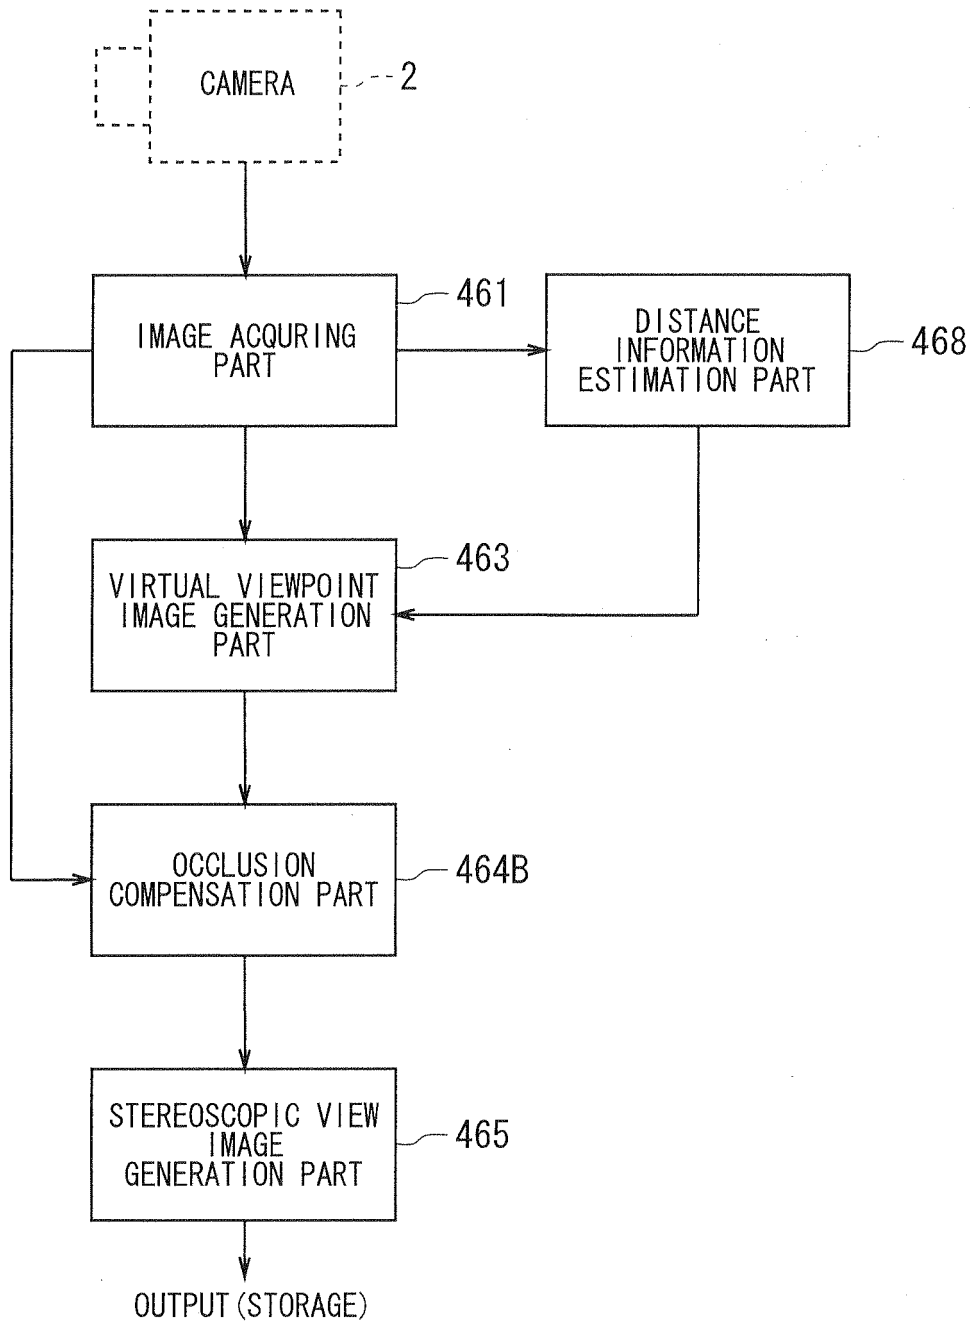 CAMERA
2
IMAGE ACQURING
PART
461
DISTANCE
INFORMATION
ESTIMATION PART
468
VIRTUAL VIEWPOINT
IMAGE GENERATION
PART
463
OCCLUSION
COMPENSATION PART
464B
STEREOSCOPIC VIEW
IMAGE
GENERATION PART
465
OUTPUT (STORAGE)